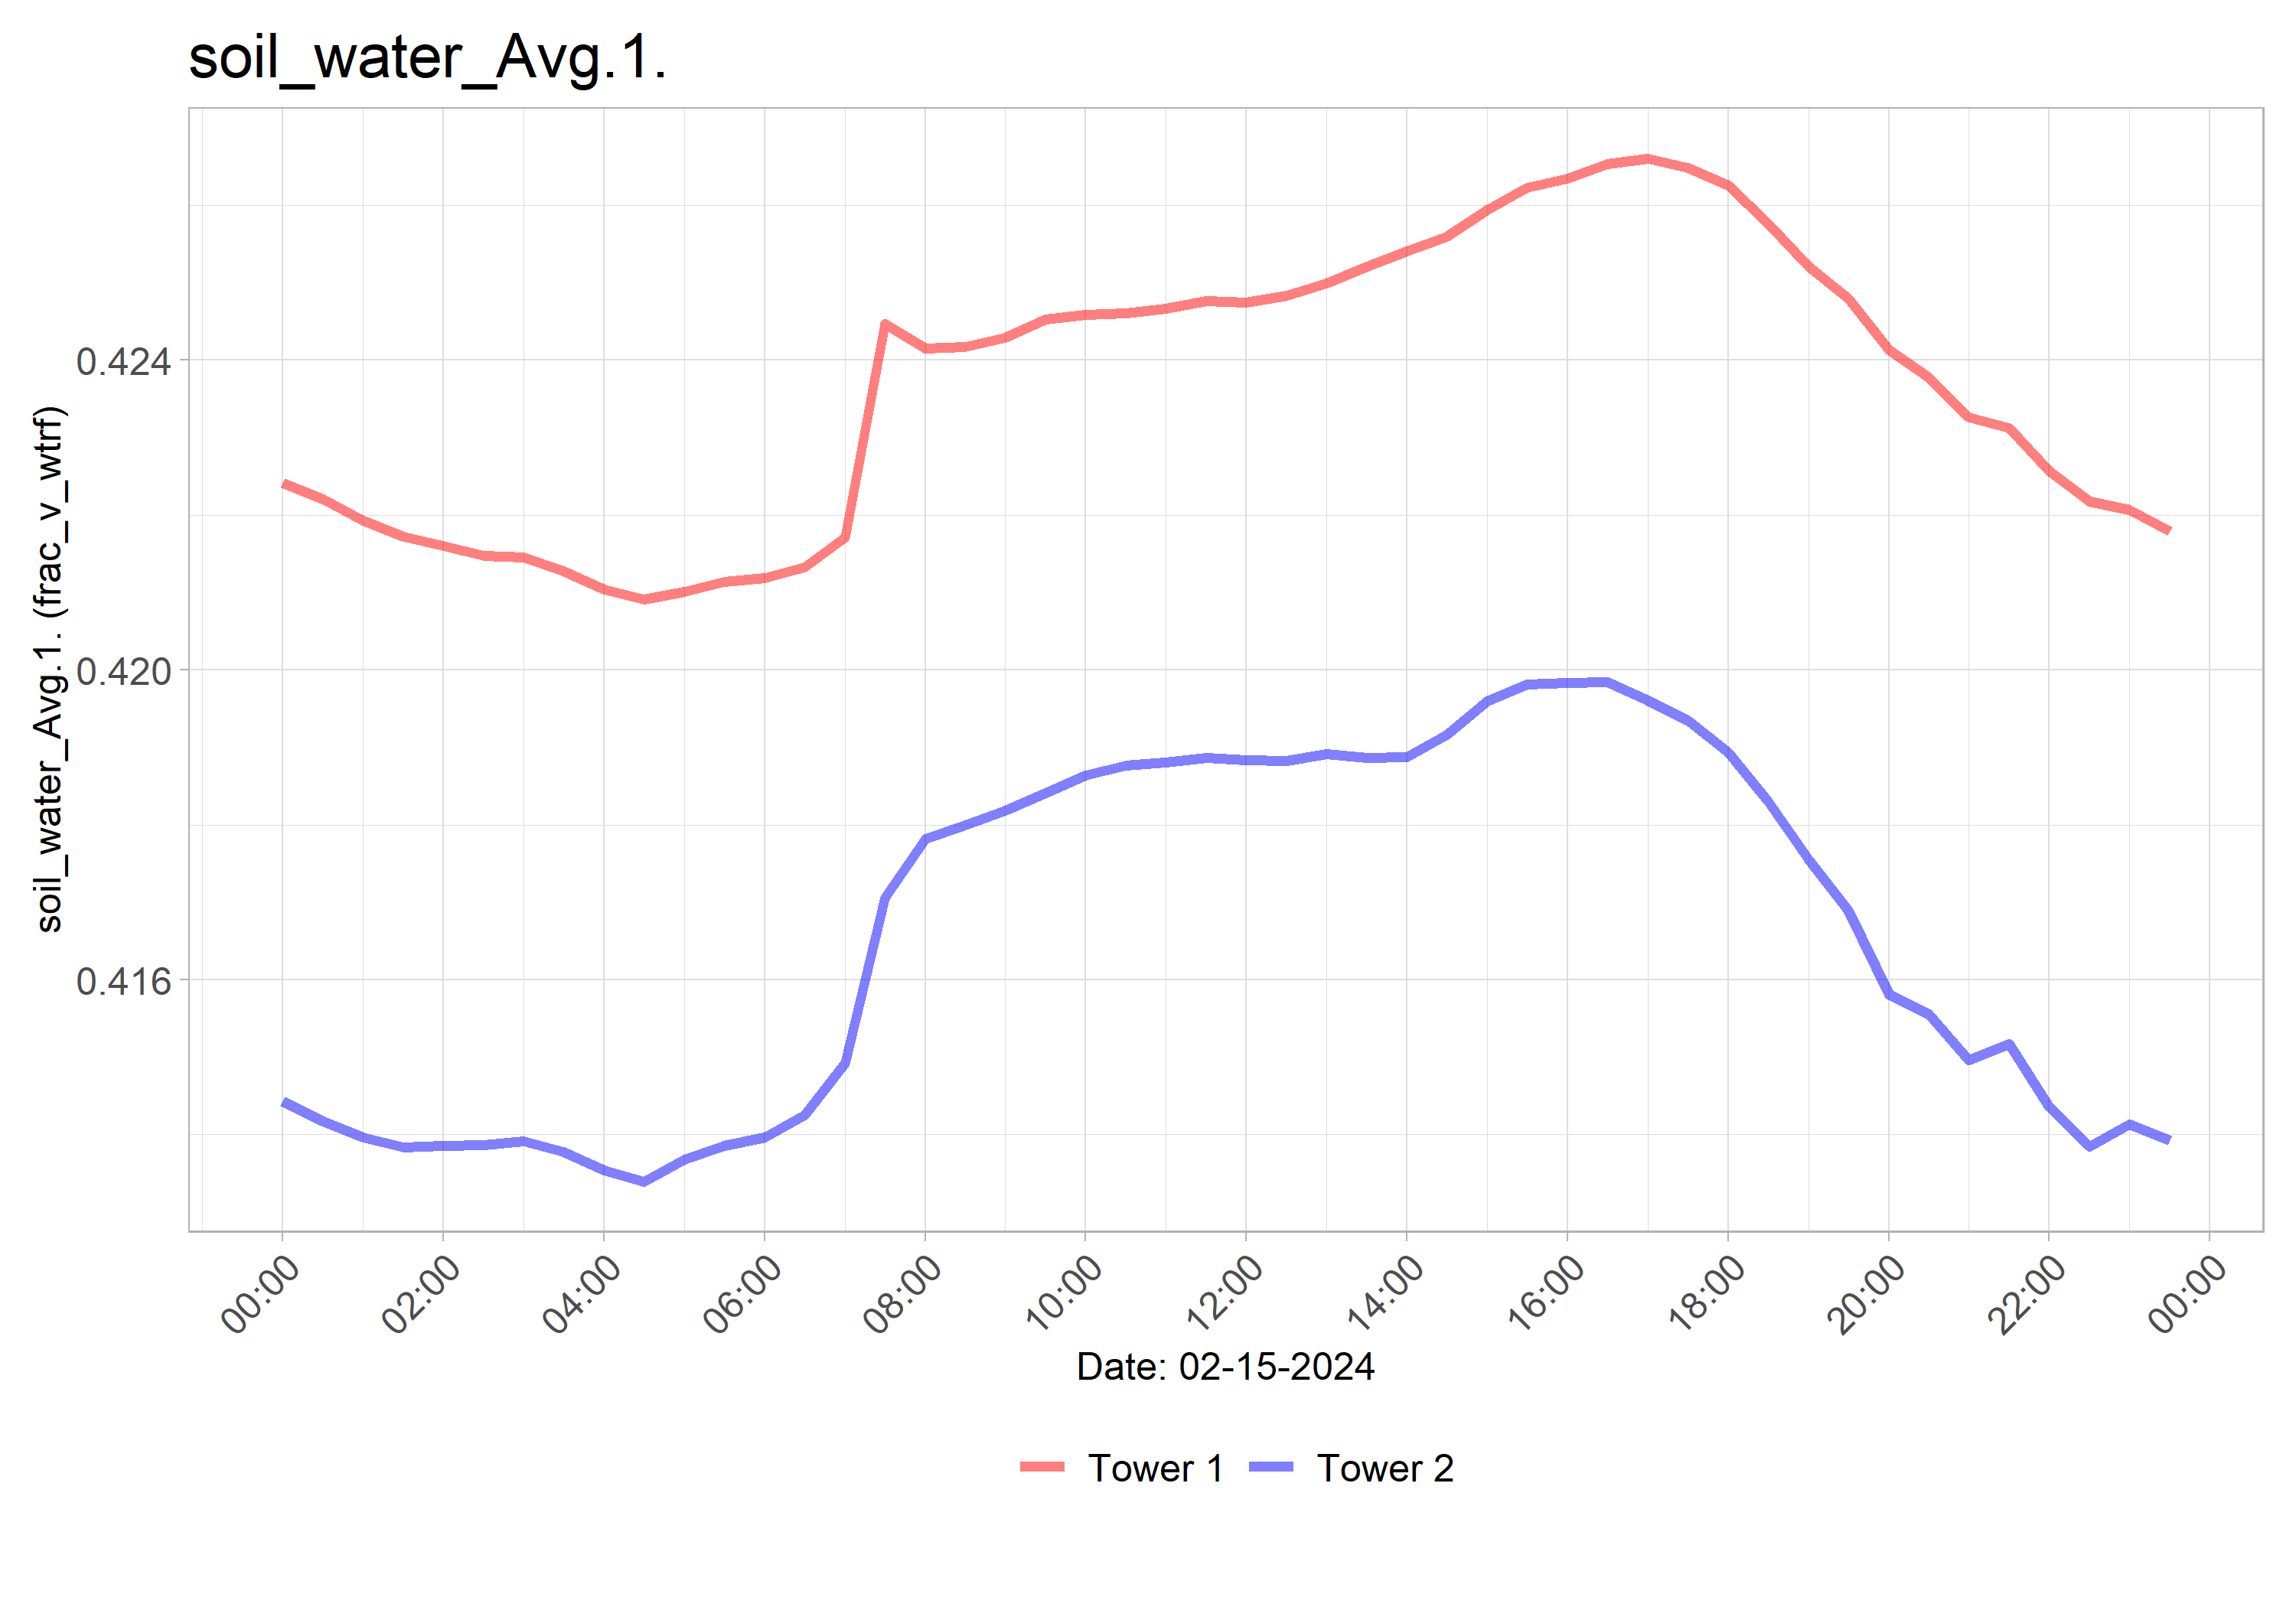 soil_water_Avg.1.
soil_water_Avg.1. (frac_v_wtrf)
0.424
0.420
0.416
00:00 02:00 04:00 06:00 08:00 10:00 12:00 14:00 16:00 18:00 20:00 22:00 00:00
Date: 02-15-2024
Tower 1 Tower 2